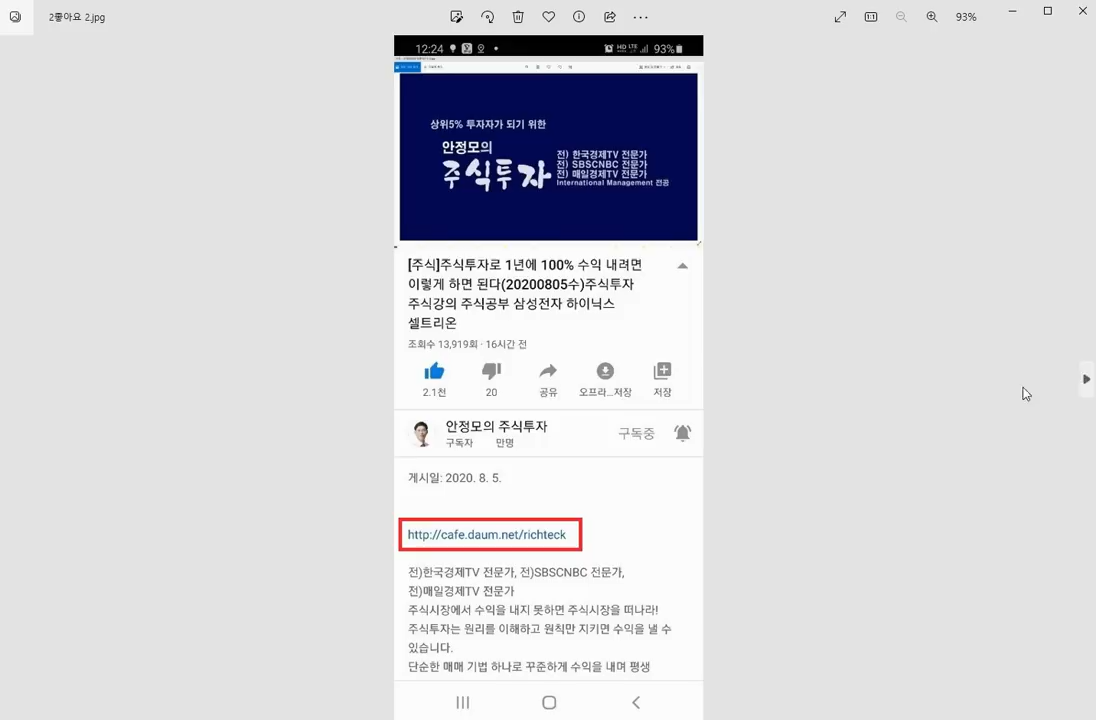 2좋아요 2.jpg
93%
12:24
HD LTE
93%
상위5% 투자자가 되기 위한
안정모의
주식투자
전) 한국경제TV 전문가
전) SBSCNBC 전문가
전) 매일경제TV 전문가
International Management 전공
[주식]주식투자로 1년에 100% 수익 내려면
이렇게 하면 된다(20200805수)주식투자
주식강의 주식공부 삼성전자 하이닉스
셀트리온
조회수 13,919회 · 16시간 전
2.1천
20
공유
오프라...저장
저장
안정모의 주식투자
구독자 만명
구독중
게시일: 2020. 8. 5.
http://cafe.daum.net/richteck
전)한국경제TV 전문가, 전)SBSCNBC 전문가,
전)매일경제TV 전문가
주식시장에서 수익을 내지 못하면 주식시장을 떠나라!
주식투자는 원리를 이해하고 원칙만 지키면 수익을 낼 수
있습니다.
단순한 매매 기법 하나로 꾸준하게 수익을 내며 평생